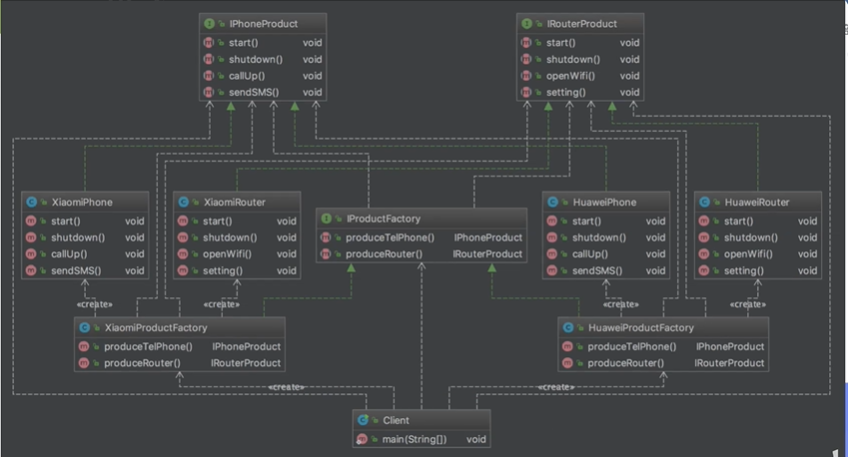 IPhoneProduct
start() void
shutdown() void
callUp() void
sendSMS() void
IRouterProduct
start() void
shutdown() void
openWifi() void
setting() void
XiaomiPhone
start() void
shutdown() void
callUp() void
sendSMS() void
XiaomiRouter
start() void
shutdown() void
openWifi() void
setting() void
IProductFactory
produceTelPhone() IPhoneProduct
produceRouter() IRouterProduct
HuaweiPhone
start() void
shutdown() void
callUp() void
sendSMS() void
HuaweiRouter
start() void
shutdown() void
openWifi() void
setting() void
«create»
«create»
«create»
«create»
XiaomiProductFactory
produceTelPhone() IPhoneProduct
produceRouter() IRouterProduct
HuaweiProductFactory
produceTelPhone() IPhoneProduct
produceRouter() IRouterProduct
«create»
«create»
Client
main(String[]) void